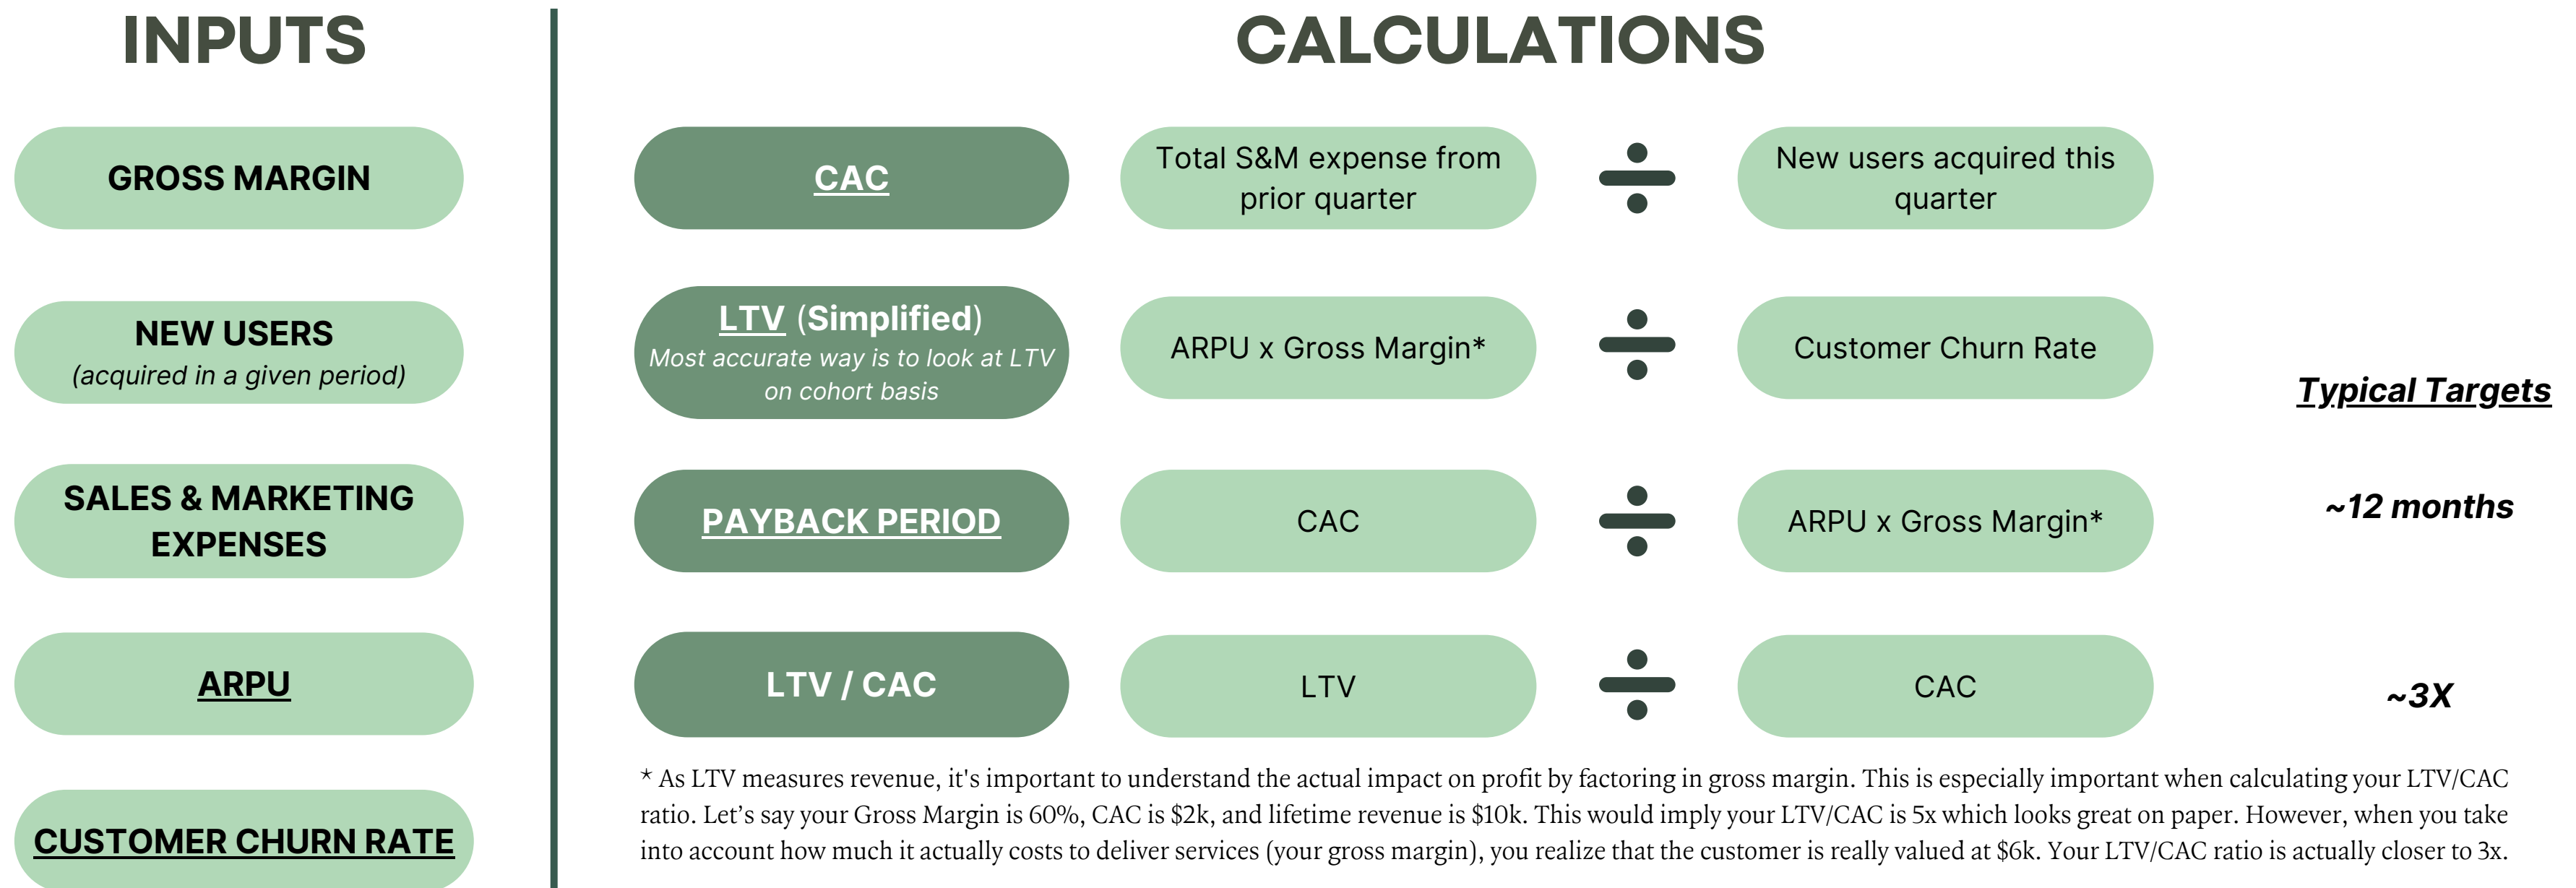 INPUTS
GROSS MARGIN
NEW USERS
(acquired in a given period)
SALES & MARKETING
EXPENSES
ARPU
CUSTOMER CHURN RATE
CALCULATIONS
CAC
Total S&M expense from
prior quarter
÷
New users acquired this
quarter
LTV (Simplified)
Most accurate way is to look at LTV
on cohort basis
ARPU x Gross Margin*
÷
Customer Churn Rate
Typical Targets
PAYBACK PERIOD
CAC
÷
ARPU x Gross Margin*
~12 months
LTV / CAC
LTV
÷
CAC
~3X
* As LTV measures revenue, it's important to understand the actual impact on profit by factoring in gross margin. This is especially important when calculating your LTV/CAC
ratio. Let’s say your Gross Margin is 60%, CAC is $2k, and lifetime revenue is $10k. This would imply your LTV/CAC is 5x which looks great on paper. However, when you take
into account how much it actually costs to deliver services (your gross margin), you realize that the customer is really valued at $6k. Your LTV/CAC ratio is actually closer to 3x.